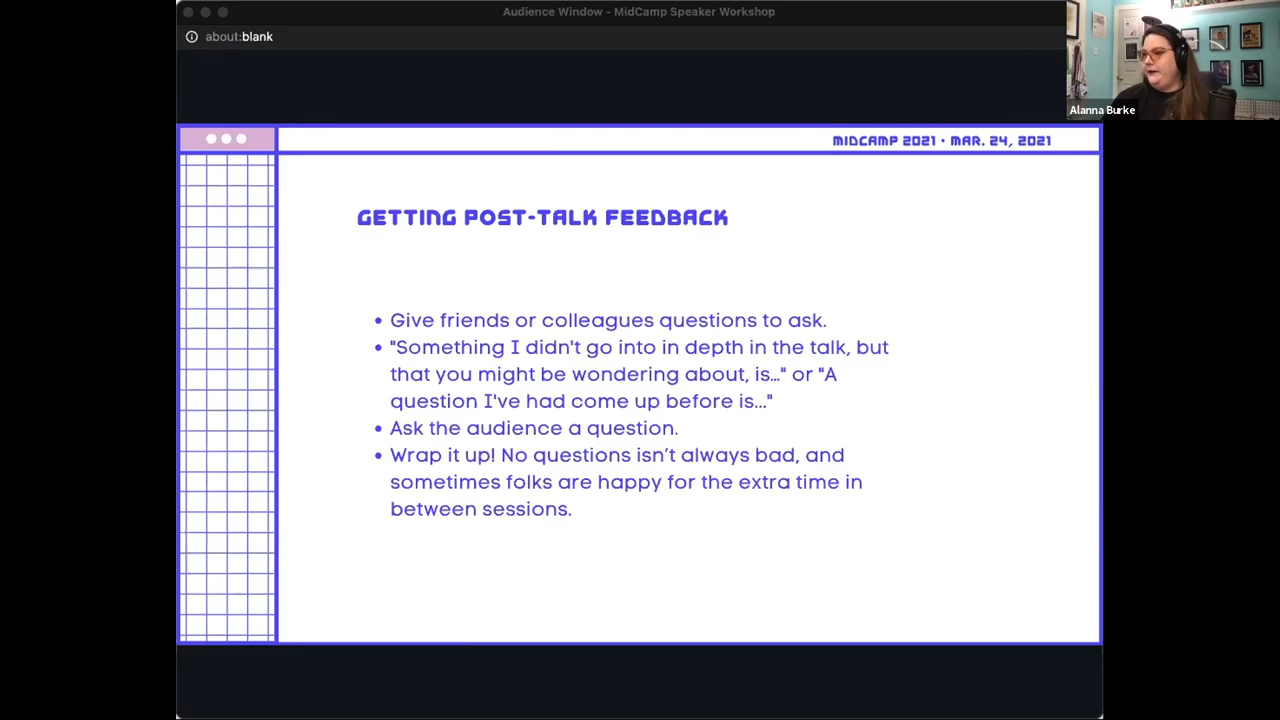 Audience Window - MidCamp Speaker Workshop
about:blank
Alanna Burke
MIDCAMP 2021 • MAR. 24, 2021
GETTING POST-TALK FEEDBACK
• Give friends or colleagues questions to ask.
• "Something I didn't go into in depth in the talk, but
that you might be wondering about, is..." or "A
question I've had come up before is..."
• Ask the audience a question.
• Wrap it up! No questions isn’t always bad, and
sometimes folks are happy for the extra time in
between sessions.